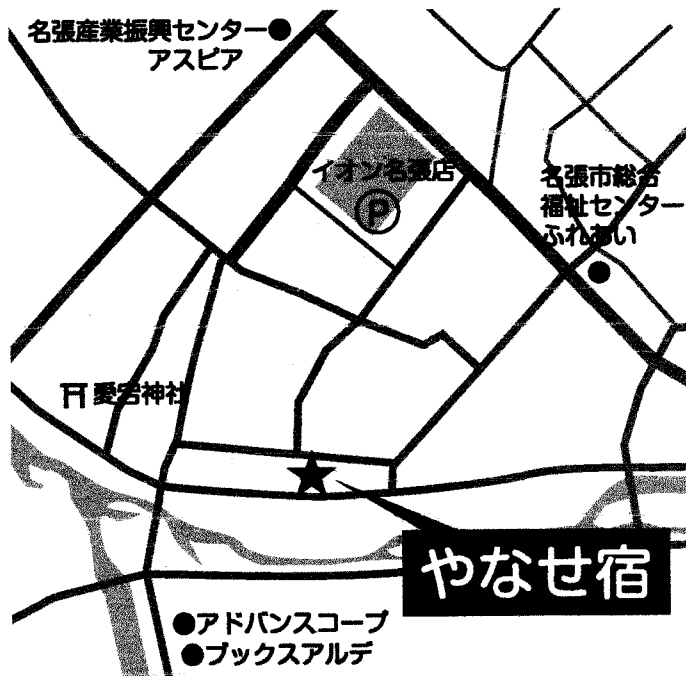 名張産業振興センター●
アスピア
イオン名張店
P
名張市総合
福祉センター
ふれあい
愛宕神社
やなせ宿
●アドバンスコープ
●ブックスアルデ